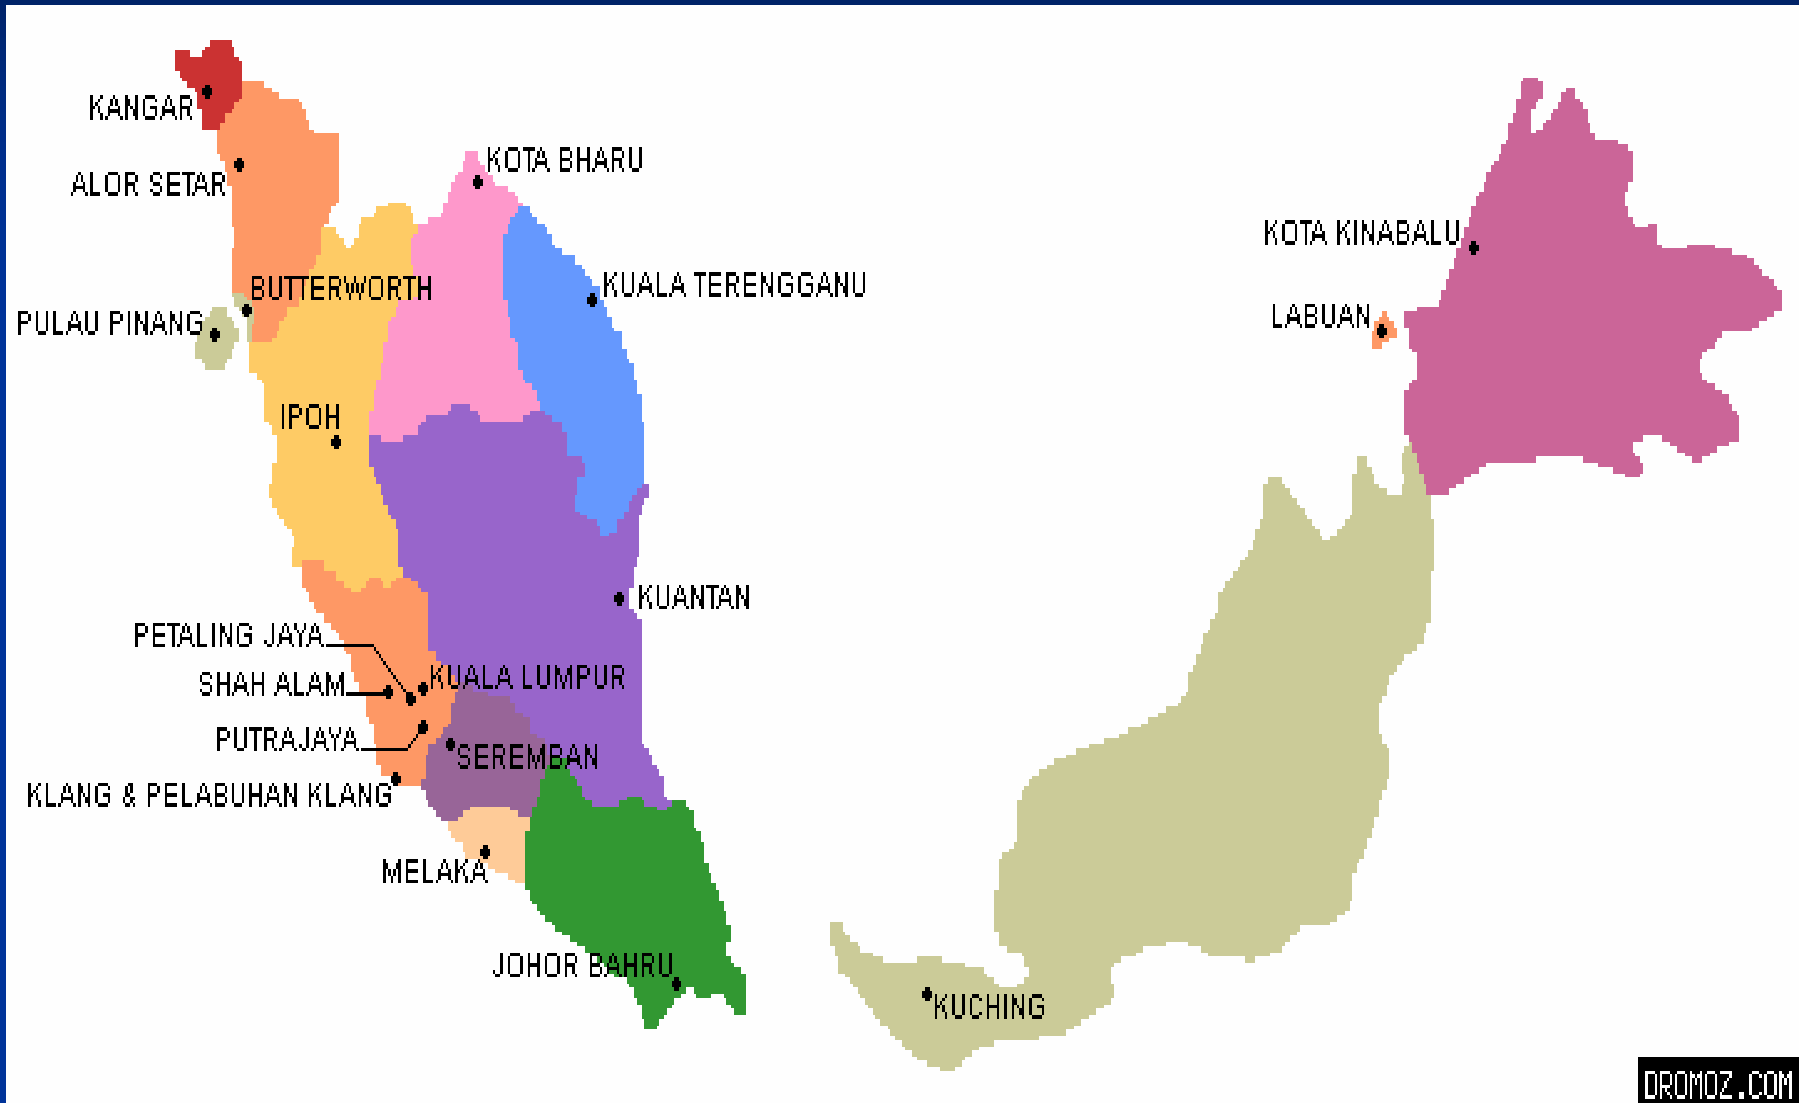 KANGAR
KOTA BHARU
ALOR SETAR
KOTA KINABALU
BUTTERWORTH
KUALA TERENGGANU
PULAU PINANG
LABUAN
IPOH
KUANTAN
PETALING JAYA
KUALA LUMPUR
SHAH ALAM
PUTRAJAYA
SEREMBAN
KLANG & PELABUHAN KLANG
MELAKA
JOHOR BAHRU
KUCHING
DROMOZ.COM